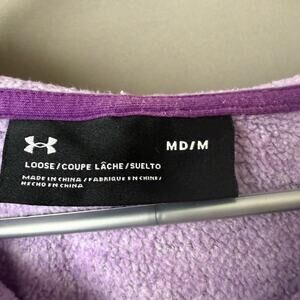 MD/M
LOOSE/COUPE LÂCHE/SUELTO
MADE IN CHINA / FABRIQUÉ EN CHINE/
HECHO EN CHINA